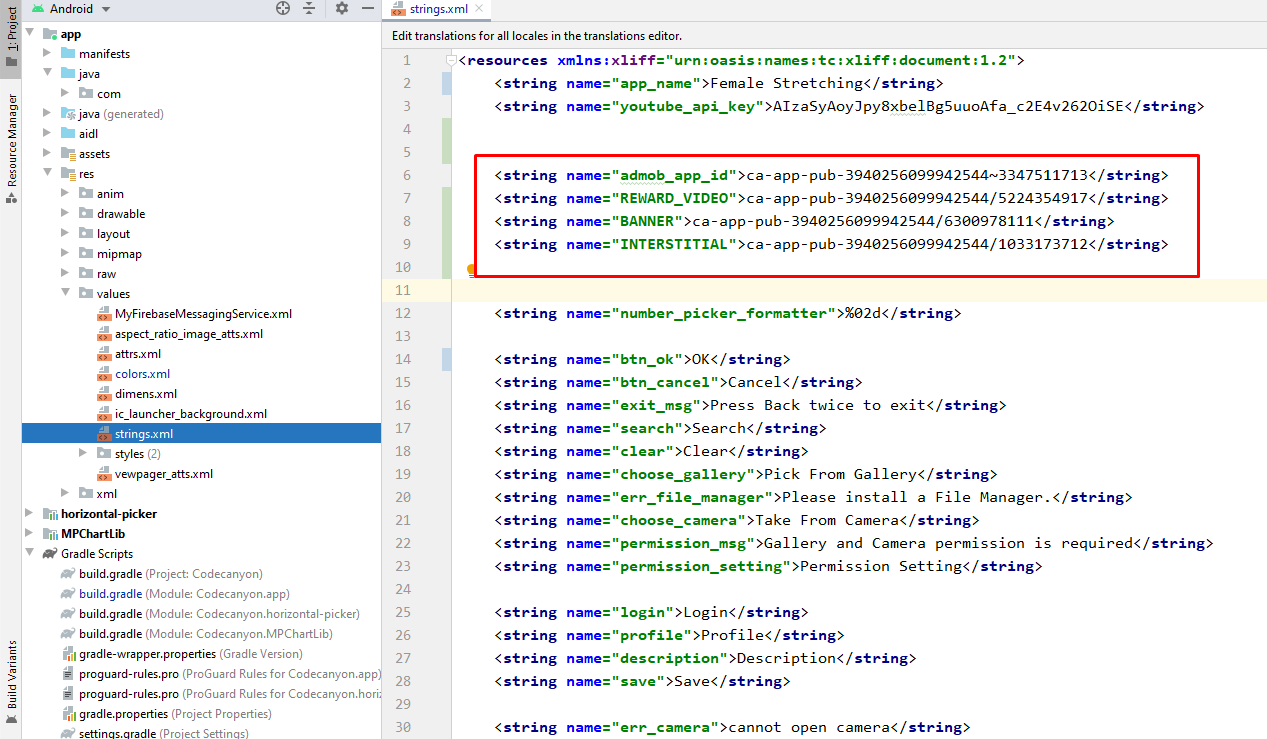 Android
strings.xml
1: Project
Resource Manager
Build Variants
app
manifests
java
com
java (generated)
aidl
assets
res
anim
drawable
layout
mipmap
raw
values
MyFirebaseMessagingService.xml
aspect_ratio_image_atts.xml
attrs.xml
colors.xml
dimens.xml
ic_launcher_background.xml
strings.xml
styles (2)
vewpager_atts.xml
xml
horizontal-picker
MPChartLib
Gradle Scripts
build.gradle (Project: Codecanyon)
build.gradle (Module: Codecanyon.app)
build.gradle (Module: Codecanyon.horizontal-picker)
build.gradle (Module: Codecanyon.MPChartLib)
gradle-wrapper.properties (Gradle Version)
proguard-rules.pro (ProGuard Rules for Codecanyon.app)
proguard-rules.pro (ProGuard Rules for Codecanyon.horiz
gradle.properties (Project Properties)
settings.gradle (Project Settings)
Edit translations for all locales in the translations editor.
1 <resources xmlns:xliff="urn:oasis:names:tc:xliff:document:1.2">
2 <string name="app_name">Female Stretching</string>
3 <string name="youtube_api_key">AIzaSyAoyJpy8xbelBg5uuoAfa_c2E4v262OiSE</string>
4
5
6 <string name="admob_app_id">ca-app-pub-3940256099942544~3347511713</string>
7 <string name="REWARD_VIDEO">ca-app-pub-3940256099942544/5224354917</string>
8 <string name="BANNER">ca-app-pub-3940256099942544/6300978111</string>
9 <string name="INTERSTITIAL">ca-app-pub-3940256099942544/1033173712</string>
10
11
12 <string name="number_picker_formatter">%02d</string>
13
14 <string name="btn_ok">OK</string>
15 <string name="btn_cancel">Cancel</string>
16 <string name="exit_msg">Press Back twice to exit</string>
17 <string name="search">Search</string>
18 <string name="clear">Clear</string>
19 <string name="choose_gallery">Pick From Gallery</string>
20 <string name="err_file_manager">Please install a File Manager.</string>
21 <string name="choose_camera">Take From Camera</string>
22 <string name="permission_msg">Gallery and Camera permission is required</string>
23 <string name="permission_setting">Permission Setting</string>
24
25 <string name="login">Login</string>
26 <string name="profile">Profile</string>
27 <string name="description">Description</string>
28 <string name="save">Save</string>
29
30 <string name="err_camera">cannot open camera</string>